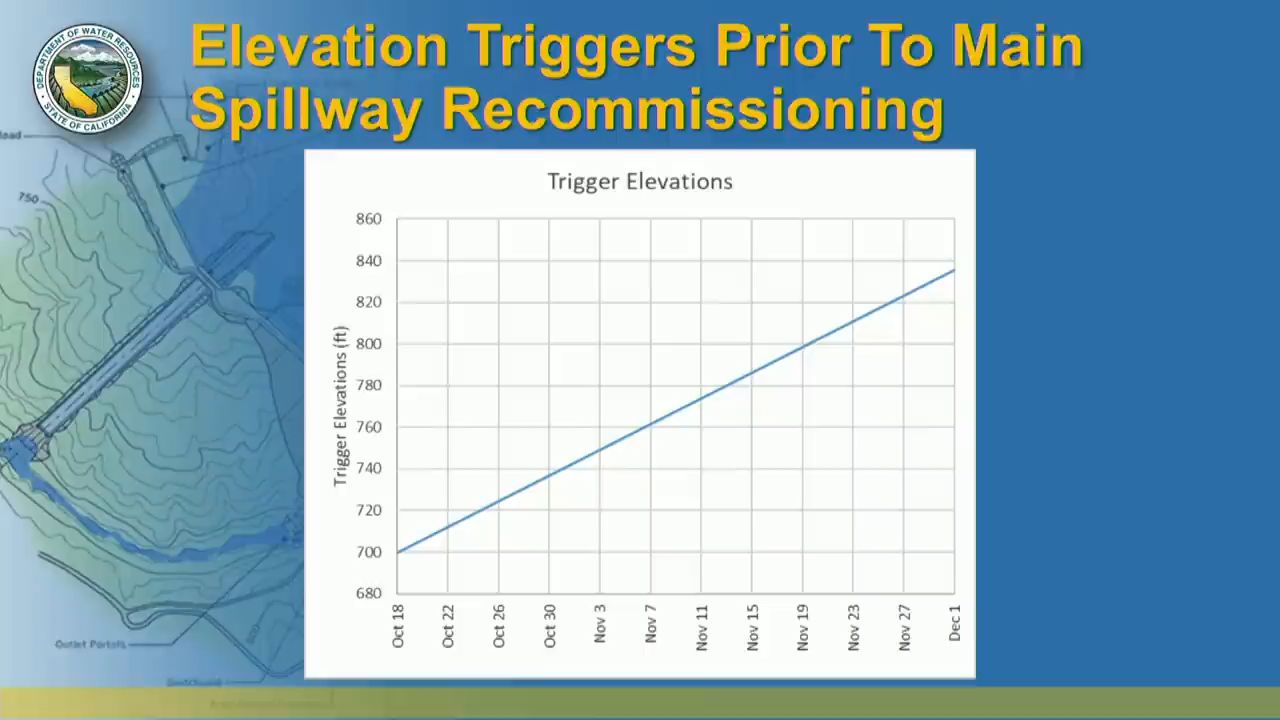 Elevation Triggers Prior To Main
Spillway Recommissioning
DEPARTMENT OF WATER RESOURCES
STATE OF CALIFORNIA
750
Trigger Elevations
Trigger Elevations (ft)
860
840
820
800
780
760
740
720
700
680
Oct 18
Oct 22
Oct 26
Oct 30
Nov 3
Nov 7
Nov 11
Nov 15
Nov 19
Nov 23
Nov 27
Dec 1
Outlet Portals